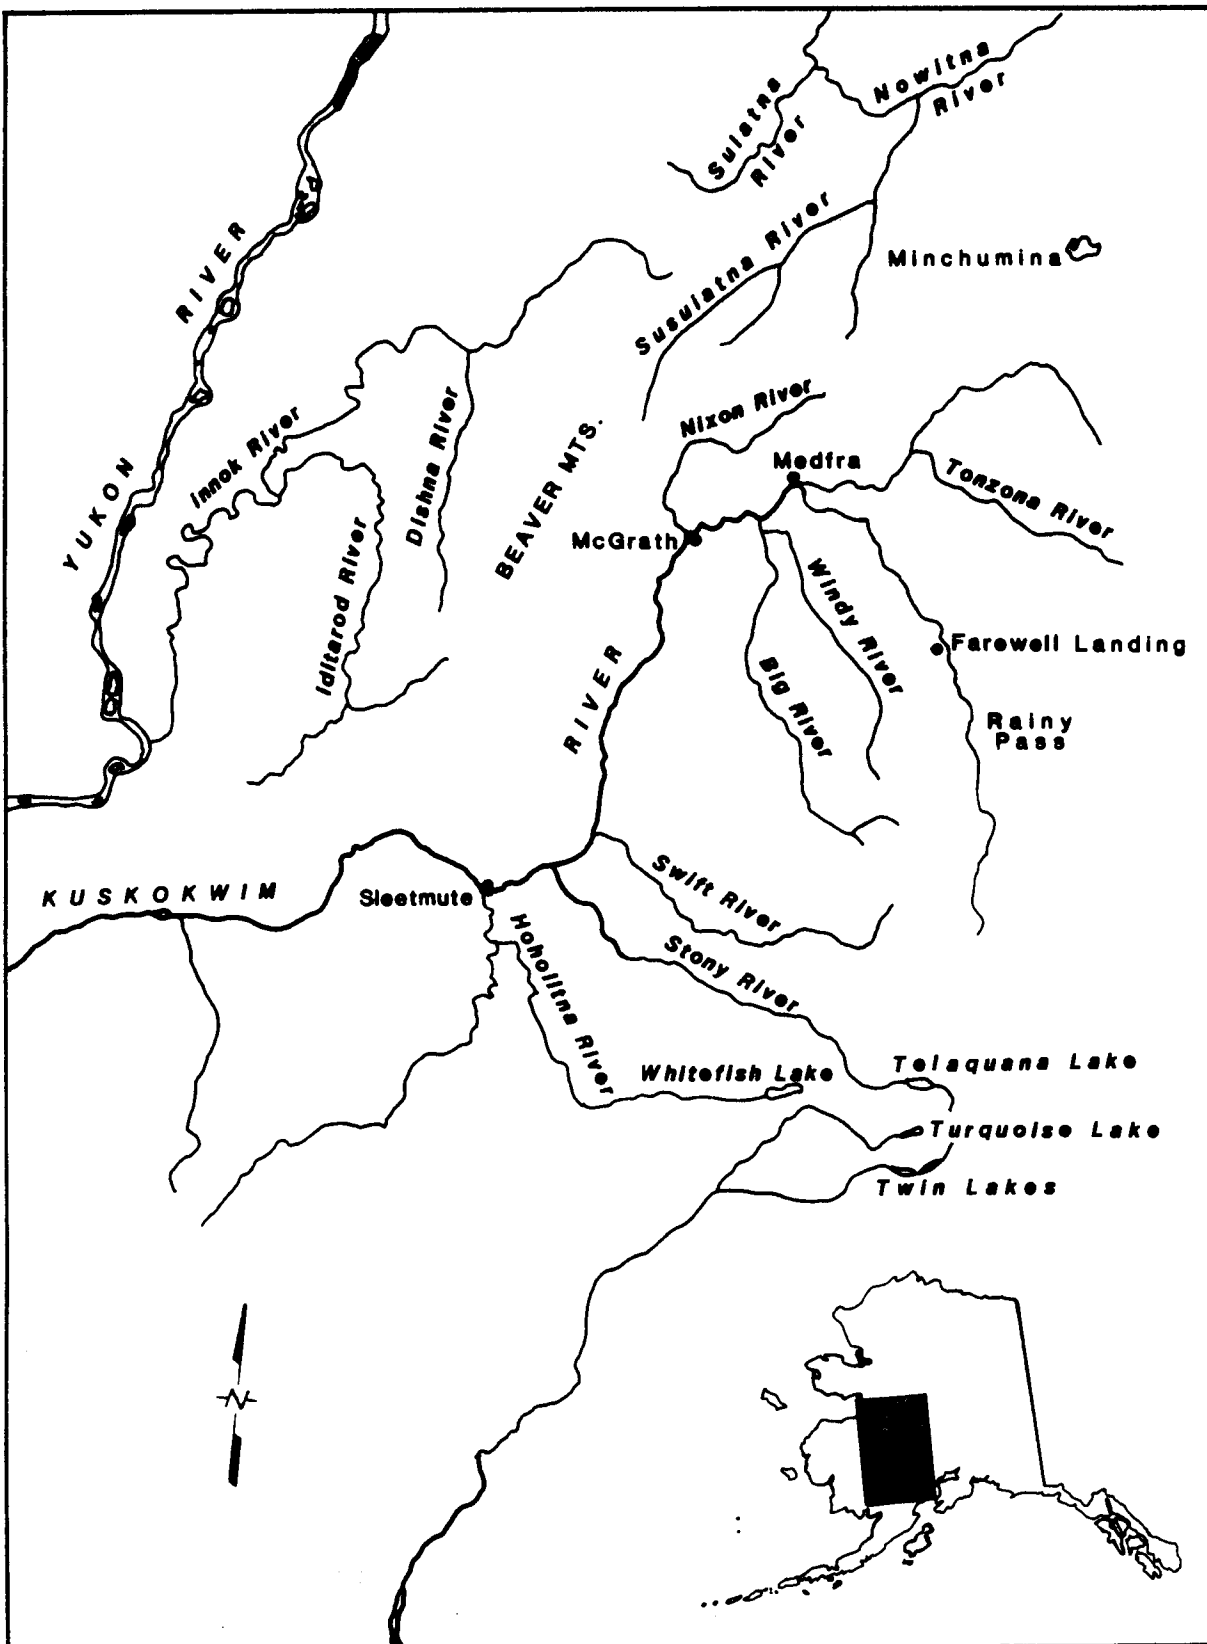 Nowitna
River
Sulatna
River
Susulatna River
Minchumina
YUKON RIVER
Innok River
Dishna River
BEAVER MTS.
Iditarod River
Nixon River
Medfra
McGrath
Tonzona River
Windy River
Big River
Farewell Landing
Rainy
Pass
KUSKOKWIM RIVER
Sleetmute
Swift River
Stony River
Hoholitna River
Whitefish Lake
Telaquana Lake
Turquoise Lake
Twin Lakes
N